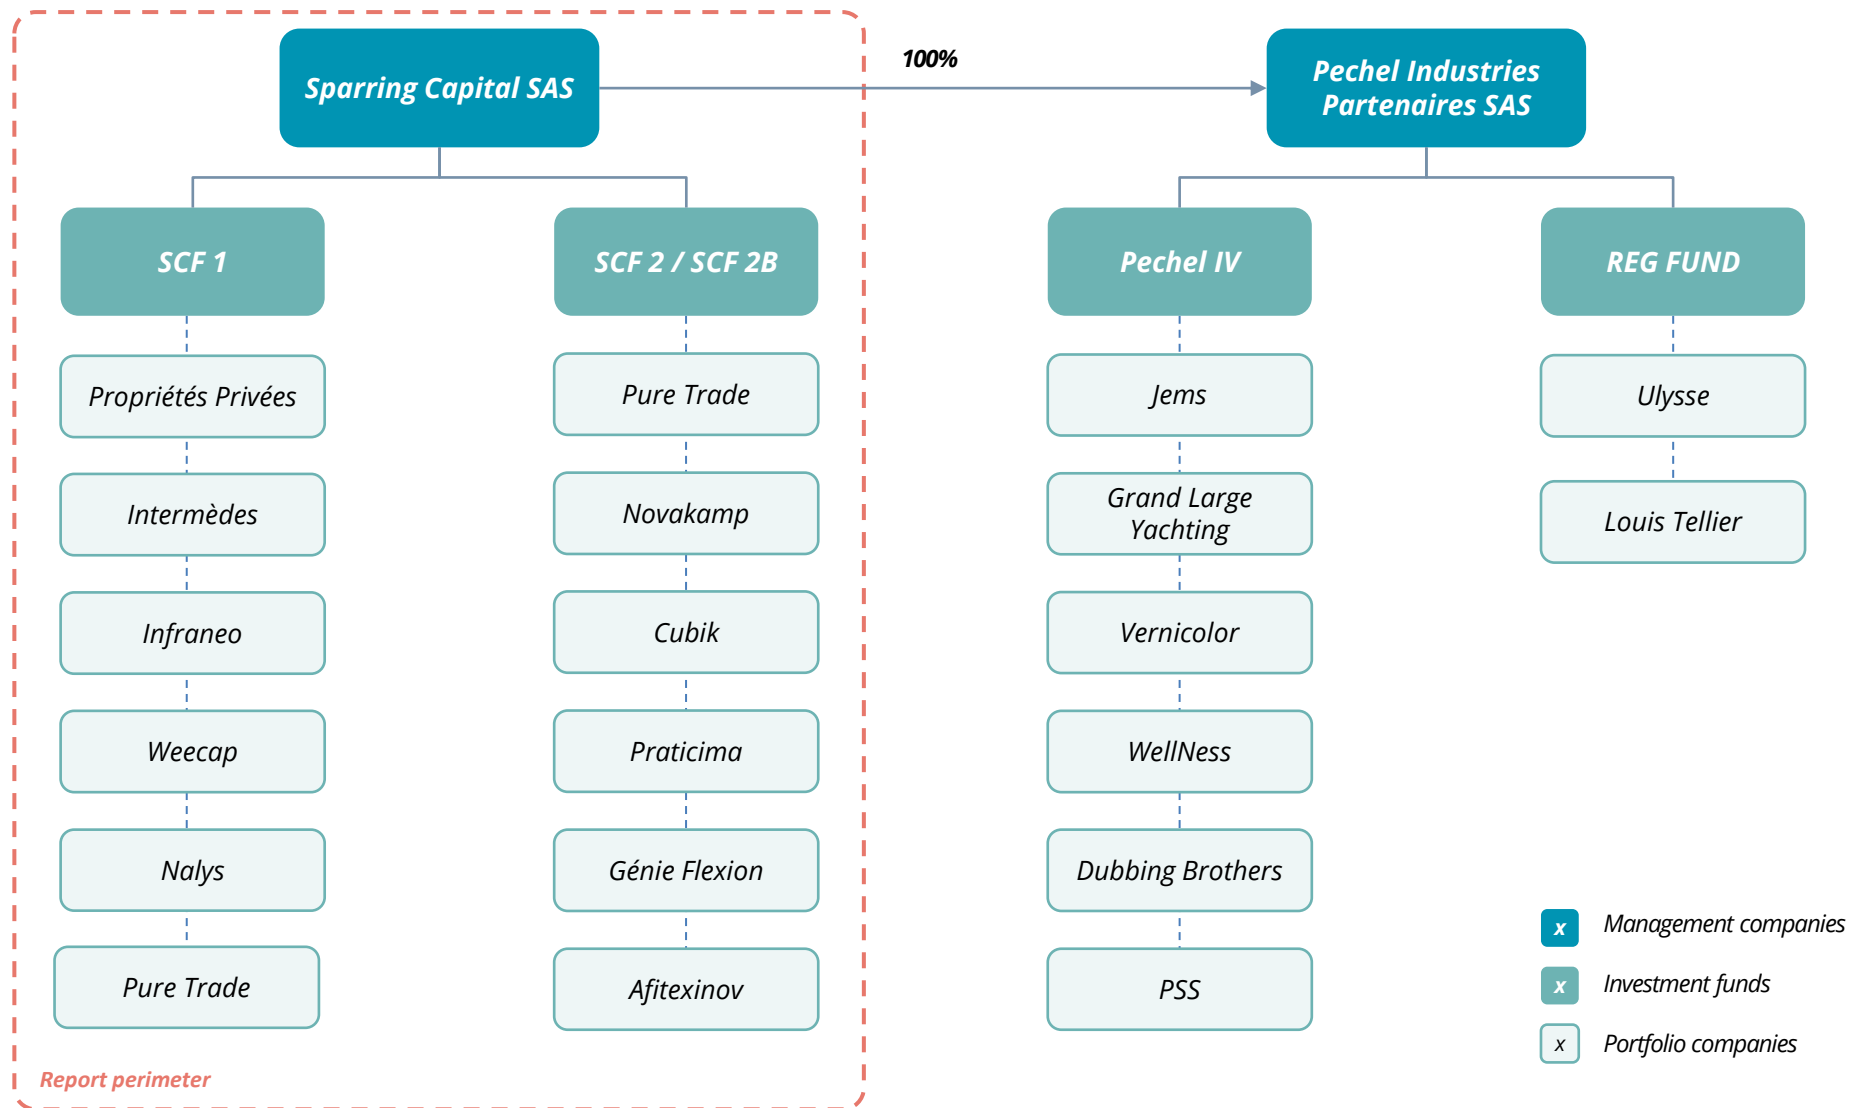 Sparring Capital SAS
100%
Pechel Industries
Partenaires SAS
SCF 1
SCF 2 / SCF 2B
Pechel IV
REG FUND
Propriétés Privées
Intermèdes
Infraneo
Weecap
Nalys
Pure Trade
Pure Trade
Novakamp
Cubik
Praticima
Génie Flexion
Afitexinov
Jems
Grand Large
Yachting
Vernicolor
WellNess
Dubbing Brothers
PSS
Ulysse
Louis Tellier
x Management companies
x Investment funds
x Portfolio companies
Report perimeter